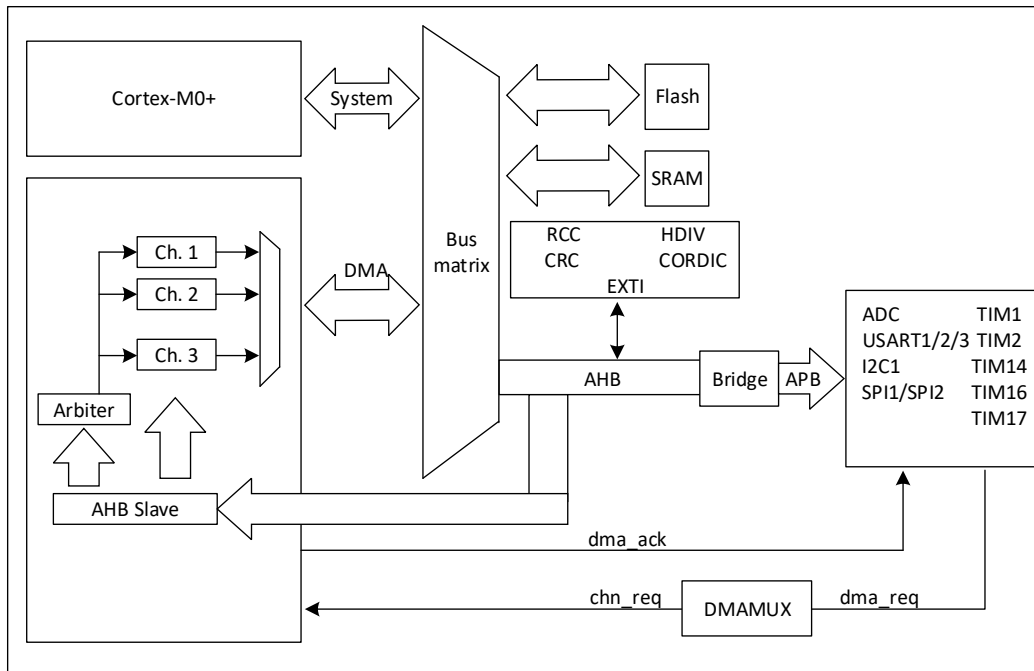 Cortex-M0+
System
Flash
SRAM
Bus
matrix
RCC HDIV
CRC CORDIC
EXTI
Ch. 1
Ch. 2
Ch. 3
DMA
Arbiter
AHB Slave
AHB
Bridge
APB
ADC TIM1
USART1/2/3 TIM2
I2C1 TIM14
SPI1/SPI2 TIM16
TIM17
dma_ack
chn_req
DMAMUX
dma_req